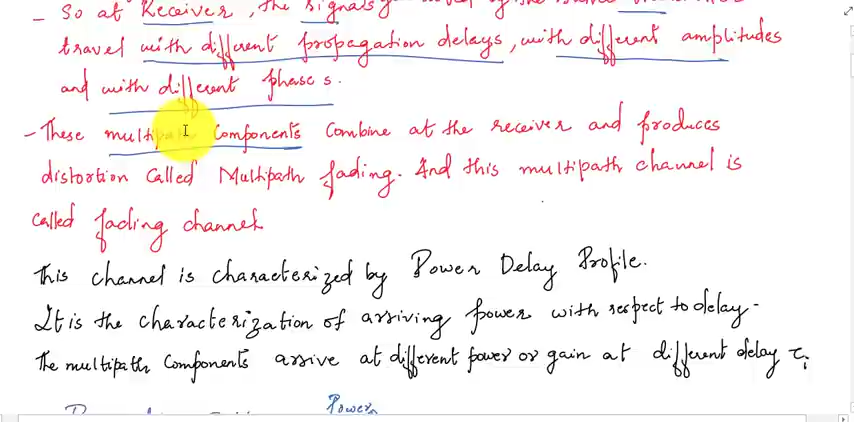 - So at Receiver, the signals
travel with different propagation delays, with different amplitudes
and with different phases.
- These multipath Components Combine at the receiver and produces
distortion Called Multipath fading. And this multipath channel is
called fading channel
This channel is characterized by Power Delay Profile.
It is the characterization of arriving power with respect to delay -
The multipath Components arrive at different power or gain at different delay τi
Power